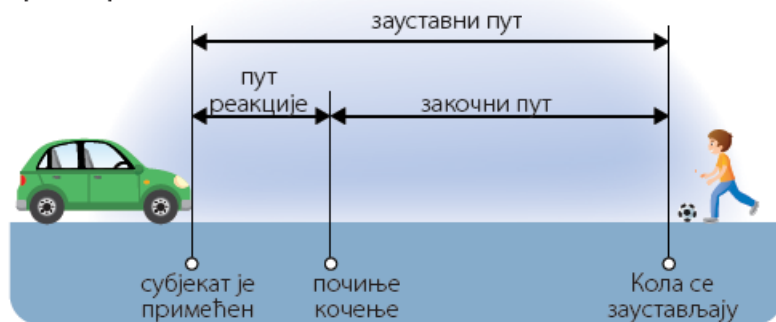 зауставни пут
пут
реакције
закочни пут
субјекат је
примећен
почиње
кочење
Кола се
заустављају